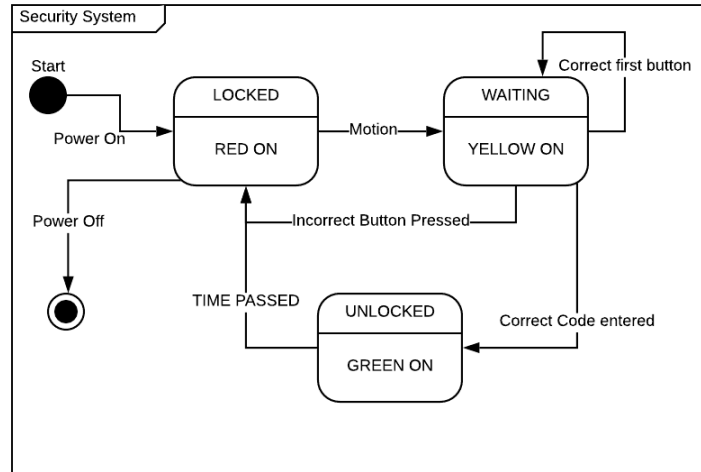 Security System
Start
Correct first button
LOCKED
WAITING
Motion
Power On
RED ON
YELLOW ON
Power Off
Incorrect Button Pressed
TIME PASSED
UNLOCKED
Correct Code entered
GREEN ON